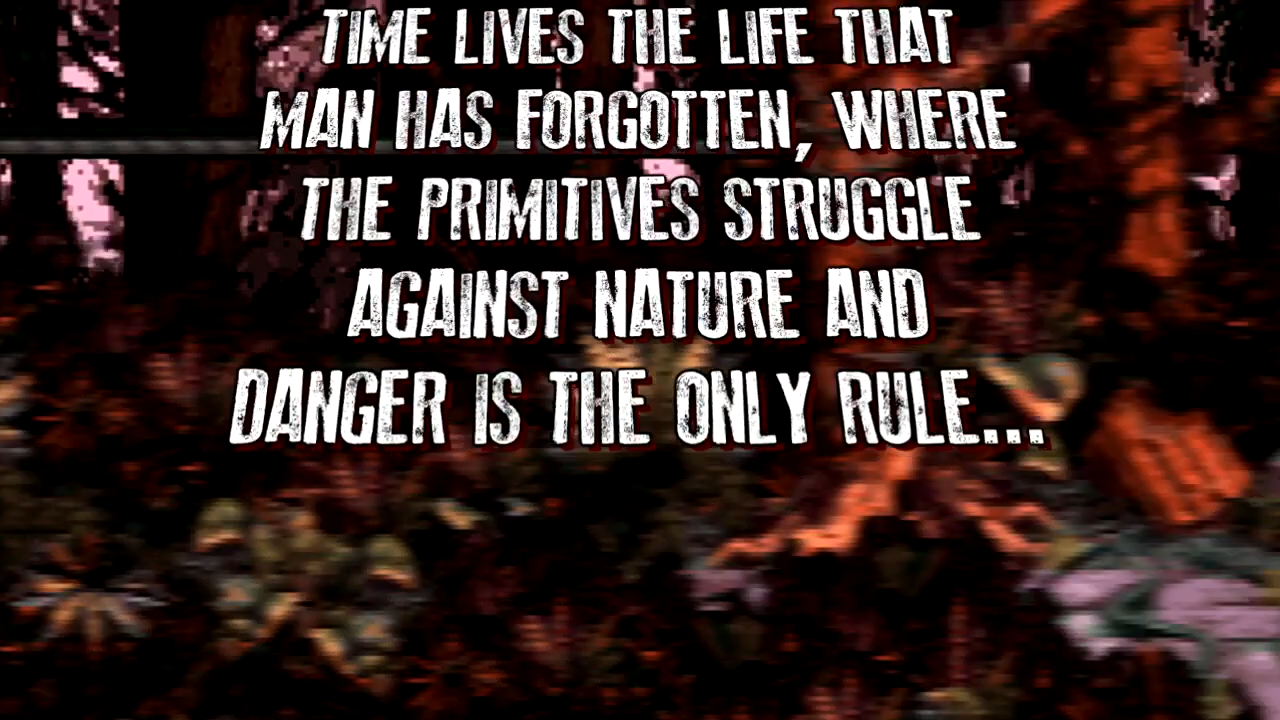 TIME LIVES THE LIFE THAT
MAN HAS FORGOTTEN, WHERE
THE PRIMITIVES STRUGGLE
AGAINST NATURE AND
DANGER IS THE ONLY RULE...